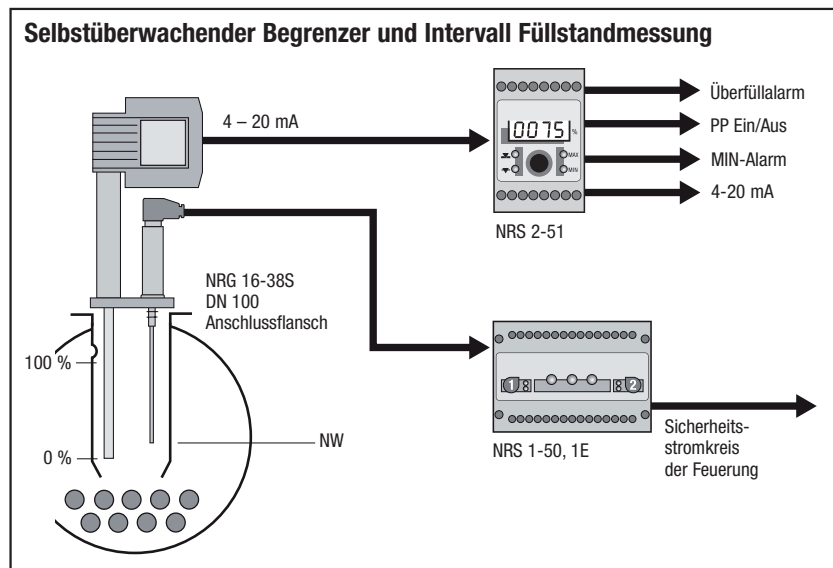 Selbstüberwachender Begrenzer und Intervall Füllstandmessung
4 – 20 mA
0075
%
MAX
MIN
Überfüllalarm
PP Ein/Aus
MIN-Alarm
4-20 mA
NRS 2-51
NRG 16-38S
DN 100
Anschlussflansch
100 %
0 %
NW
1
2
NRS 1-50, 1E
Sicherheits-
stromkreis
der Feuerung